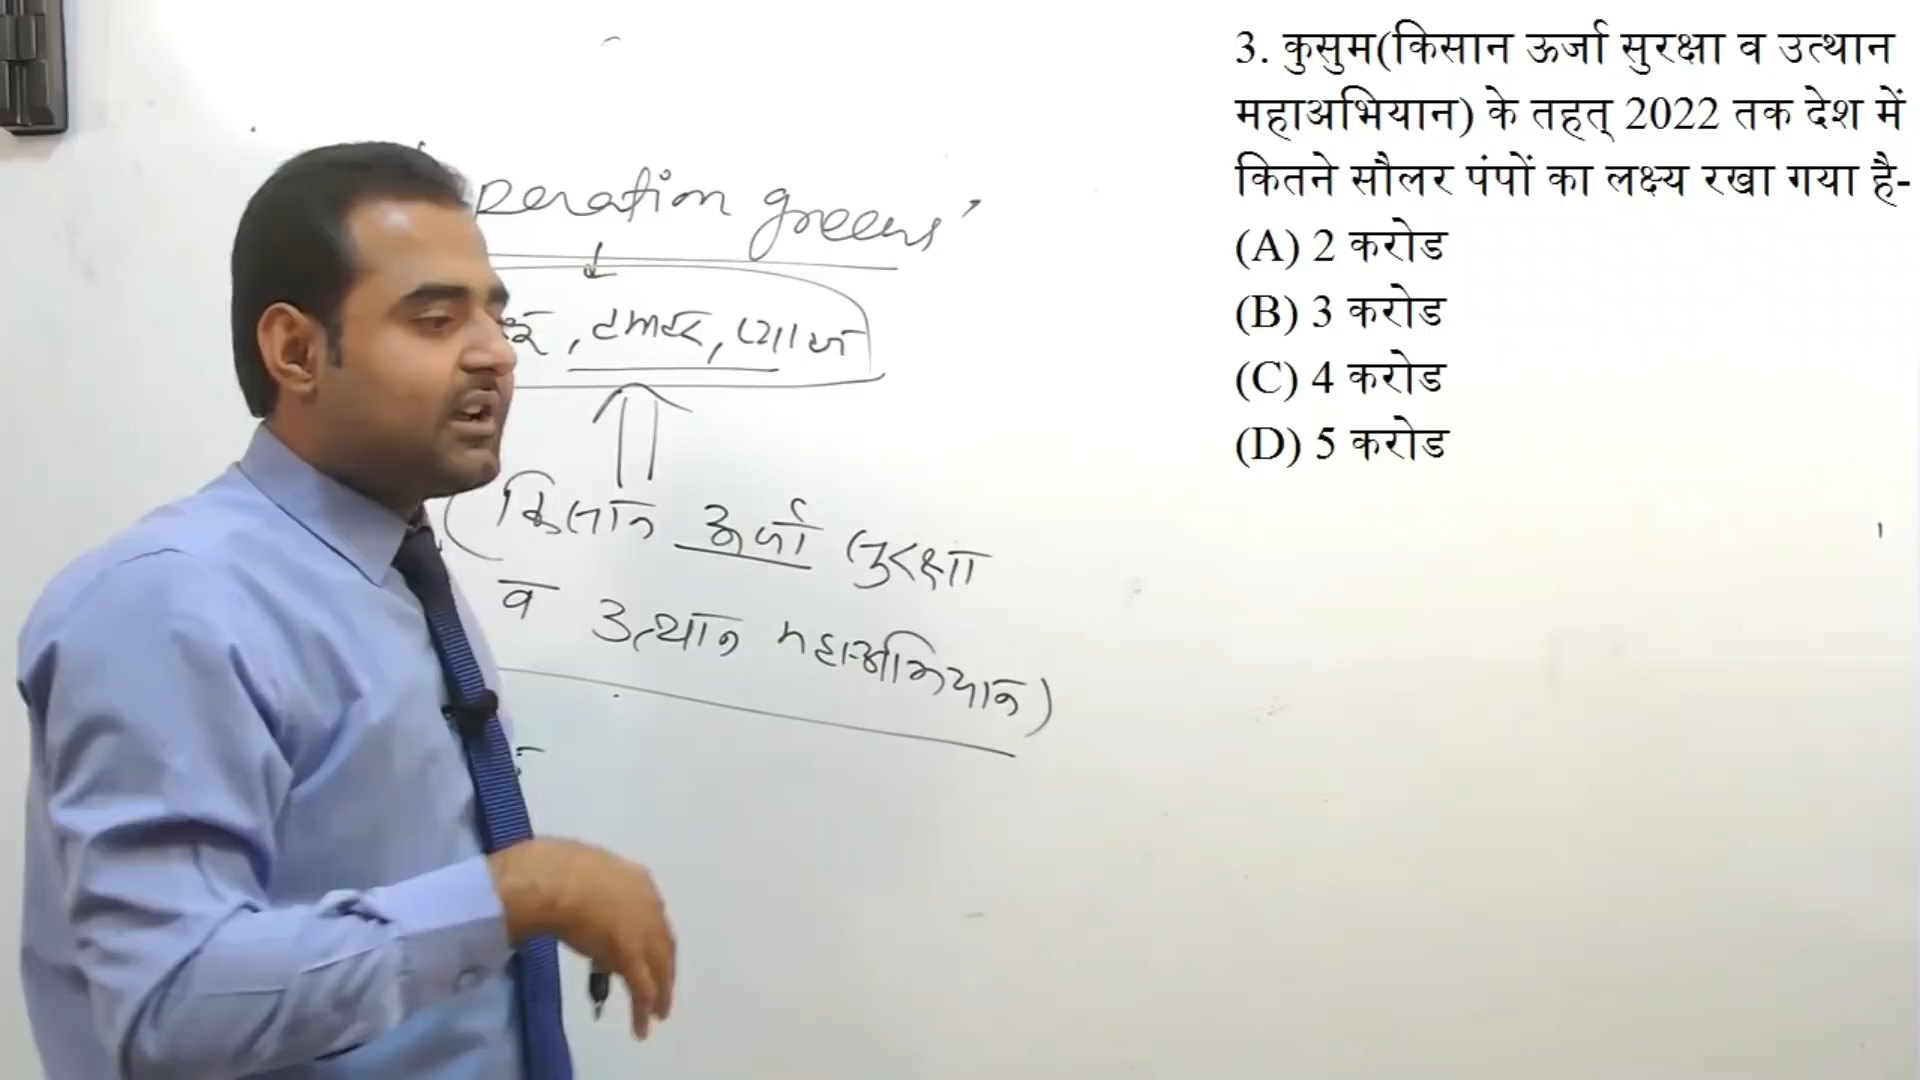 peration greens'
, टमाटर, प्याज
(किसान ऊर्जा सुरक्षा
व उत्थान महाअभियान)
3. कुसुम(किसान ऊर्जा सुरक्षा व उत्थान
महाअभियान) के तहत् 2022 तक देश में
कितने सौलर पंपों का लक्ष्य रखा गया है-
(A) 2 करोड
(B) 3 करोड
(C) 4 करोड
(D) 5 करोड